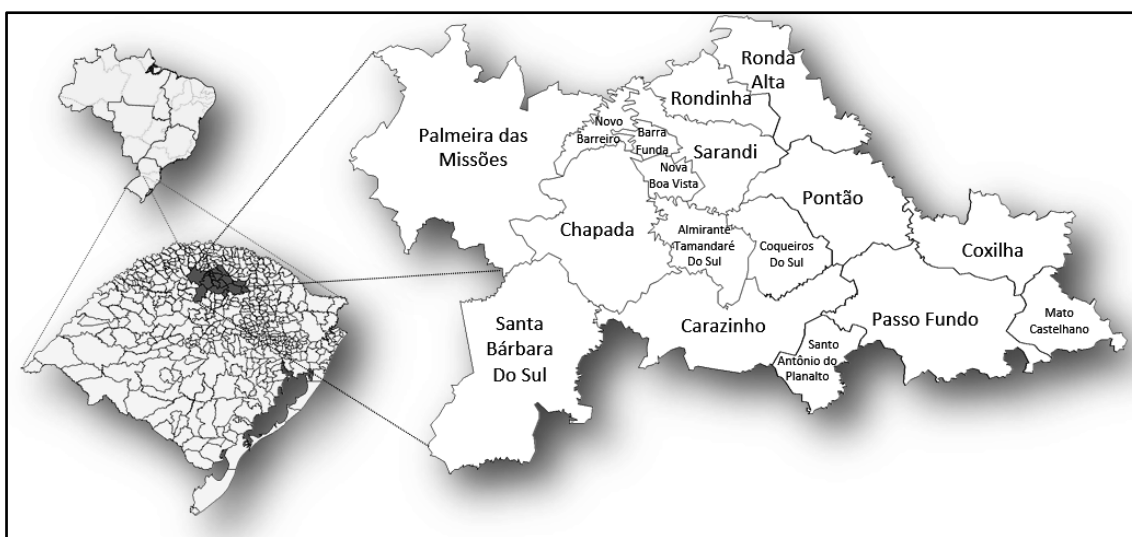 Ronda
Alta
Rondinha
Novo
Barreiro
Barra
Funda
Palmeira das
Missões
Sarandi
Nova
Boa Vista
Pontão
Chapada
Almirante
Tamandaré
Do Sul
Coqueiros
Do Sul
Coxilha
Santa
Bárbara
Do Sul
Carazinho
Passo Fundo
Mato
Castelhano
Santo
Antônio do
Planalto